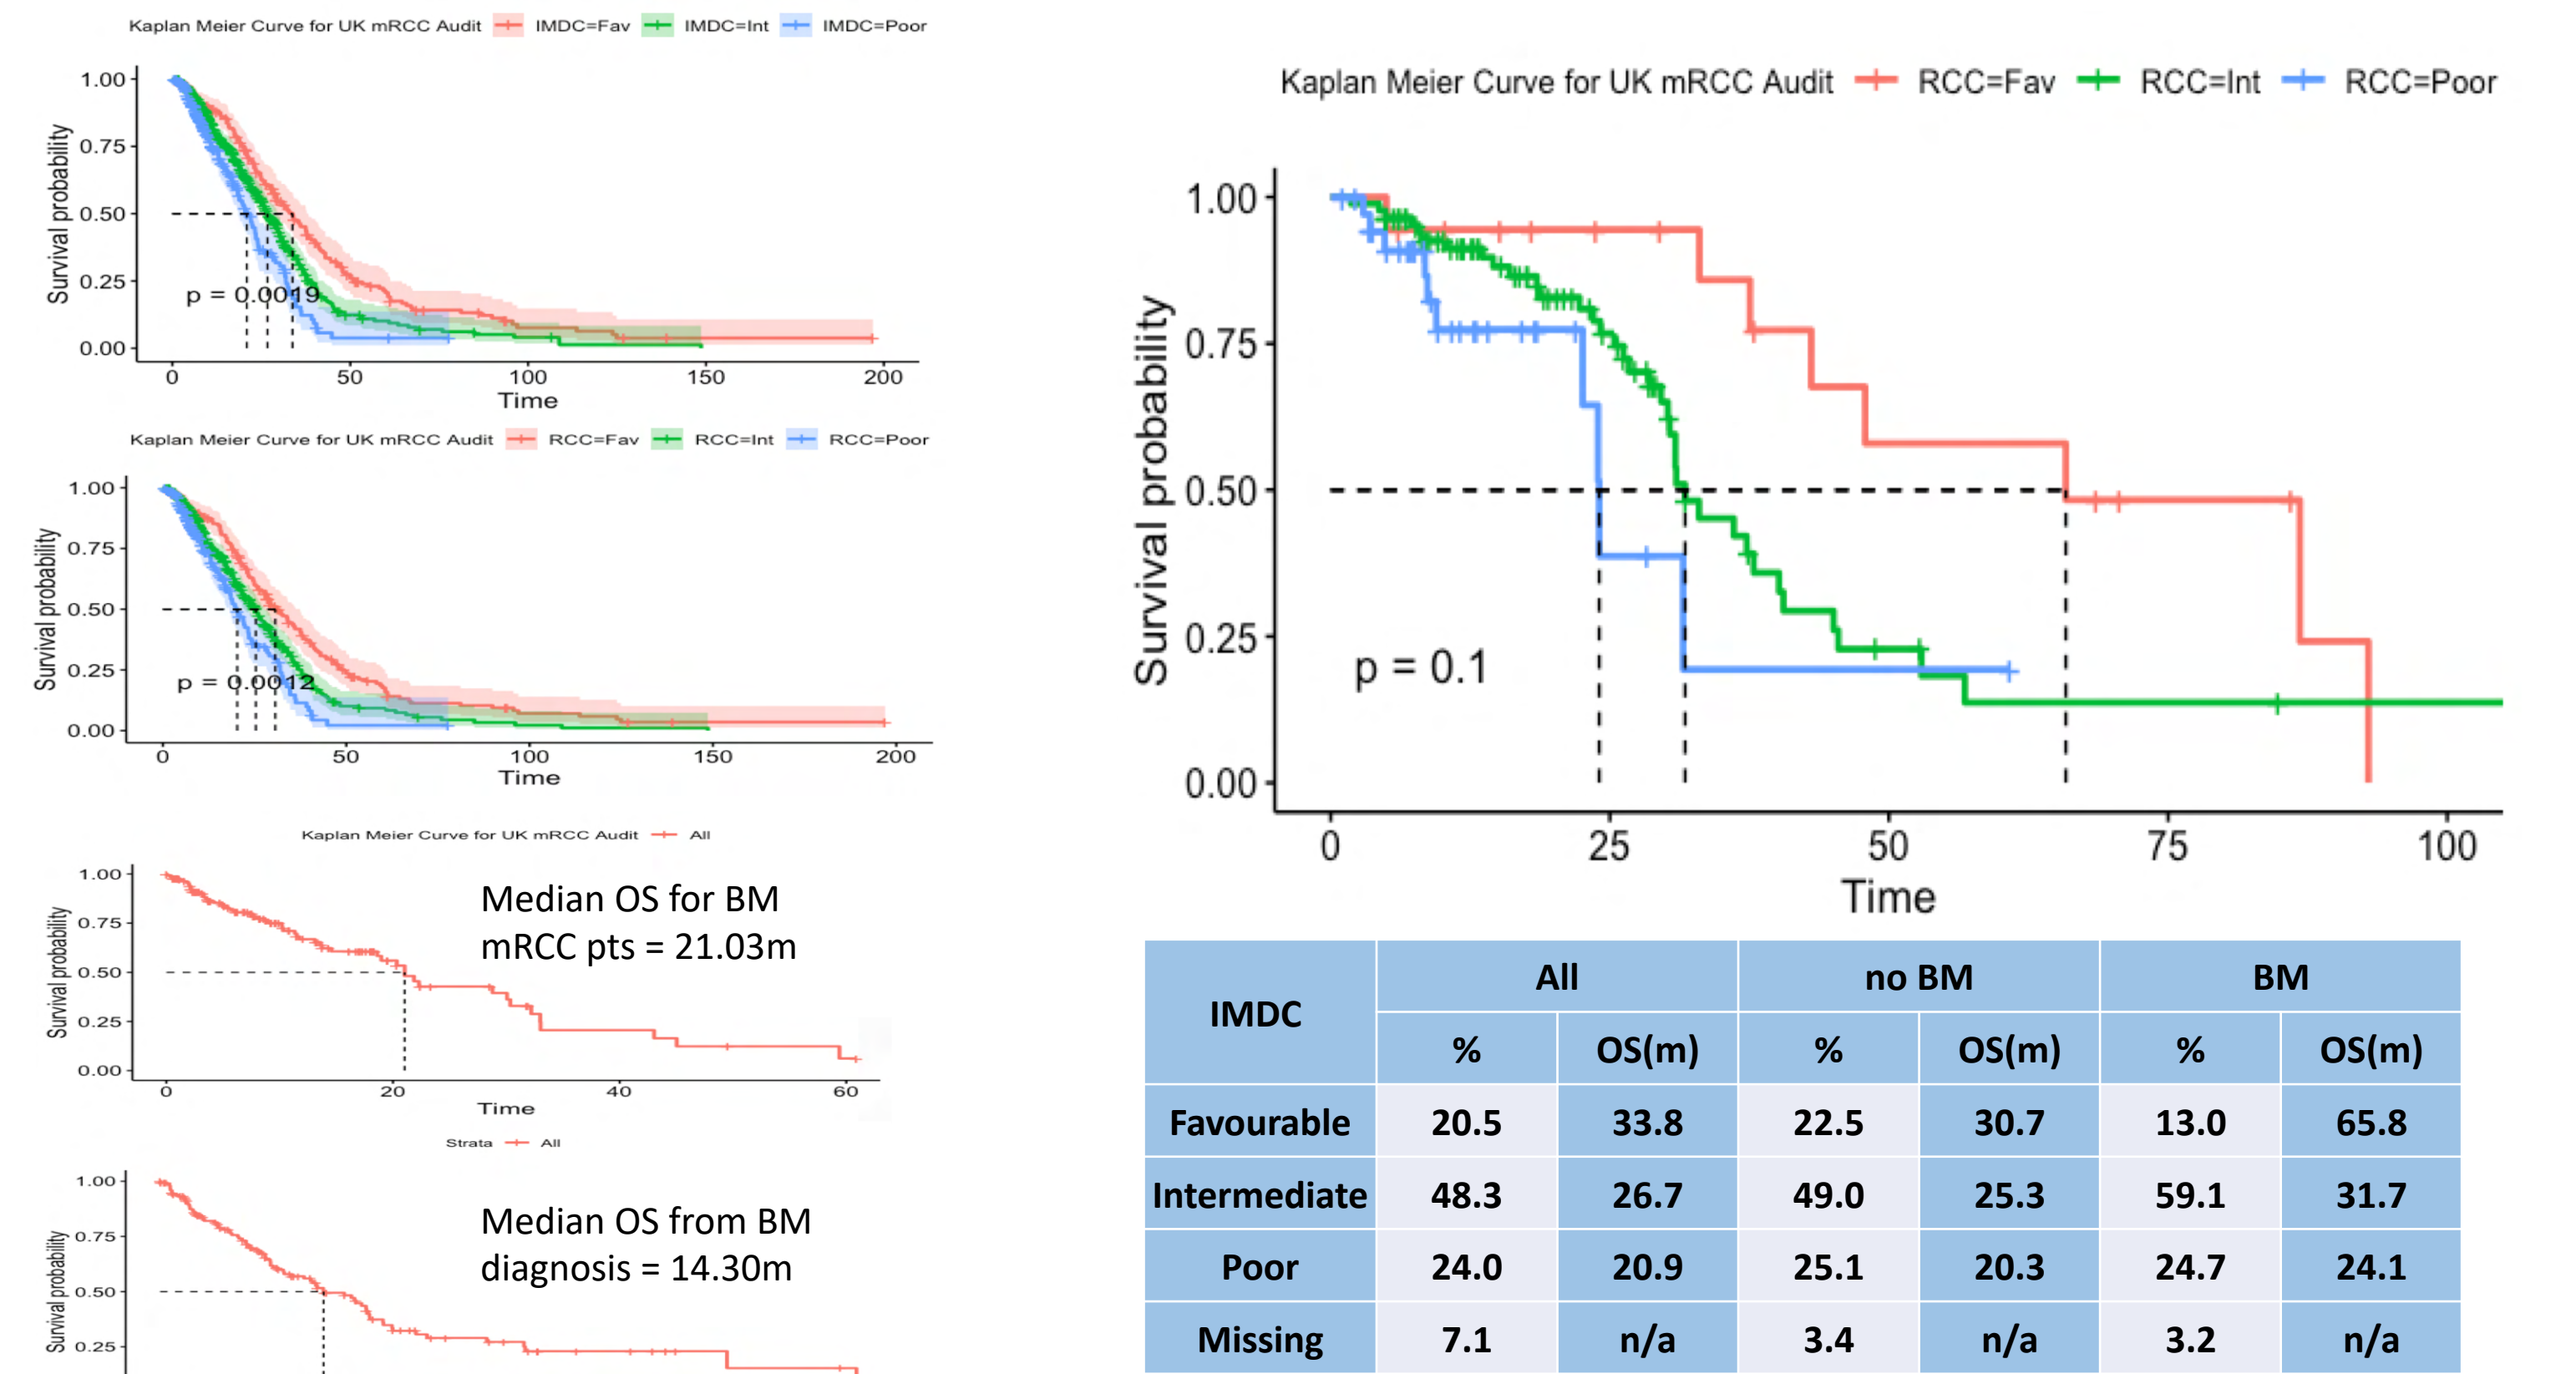 Kaplan Meier Curve for UK mRCC Audit IMDC=Fav IMDC=Int IMDC=Poor
Survival probability
1.00
0.75
0.50
0.25
0.00
p = 0.0019
0 50 100 150 200
Time
Kaplan Meier Curve for UK mRCC Audit RCC=Fav RCC=Int RCC=Poor
Survival probability
1.00
0.75
0.50
0.25
0.00
p = 0.0012
0 50 100 150 200
Time
Kaplan Meier Curve for UK mRCC Audit All
Survival probability
1.00
0.75
0.50
0.25
0.00
Median OS for BM
mRCC pts = 21.03m
0 20 40 60
Time
Strata All
Survival probability
1.00
0.75
0.50
0.25
Median OS from BM
diagnosis = 14.30m
Kaplan Meier Curve for UK mRCC Audit RCC=Fav RCC=Int RCC=Poor
Survival probability
1.00
0.75
0.50
0.25
0.00
p = 0.1
0 25 50 75 100
Time
IMDC All no BM BM
% OS(m) % OS(m) % OS(m)
Favourable 20.5 33.8 22.5 30.7 13.0 65.8
Intermediate 48.3 26.7 49.0 25.3 59.1 31.7
Poor 24.0 20.9 25.1 20.3 24.7 24.1
Missing 7.1 n/a 3.4 n/a 3.2 n/a